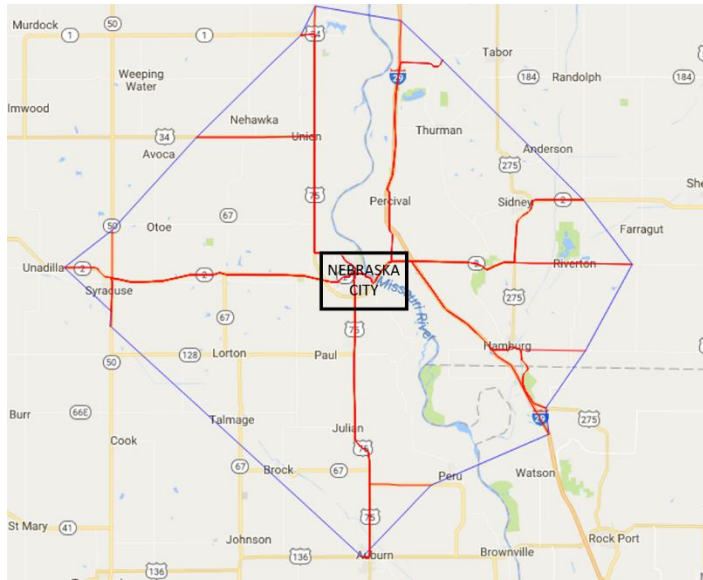 Murdock
50
1
1
34
Tabor
Weeping
Water
29
184
Randolph
184
lmwood
Nehawka
Thurman
34
Union
Avoca
Anderson
275
75
Percival
67
Sidney
2
She
50
Otoe
Farragut
Unadilla
2
2
NEBRASKA
CITY
2
2
Riverton
Syracuse
Missouri River
275
75
50
128
Lorton
Paul
Hamburg
Burr
66E
Talmage
29
275
Cook
Julian
75
67
Brock
67
Peru
Watson
St Mary
41
75
Johnson
Rock Port
136
136
Auburn
Brownville